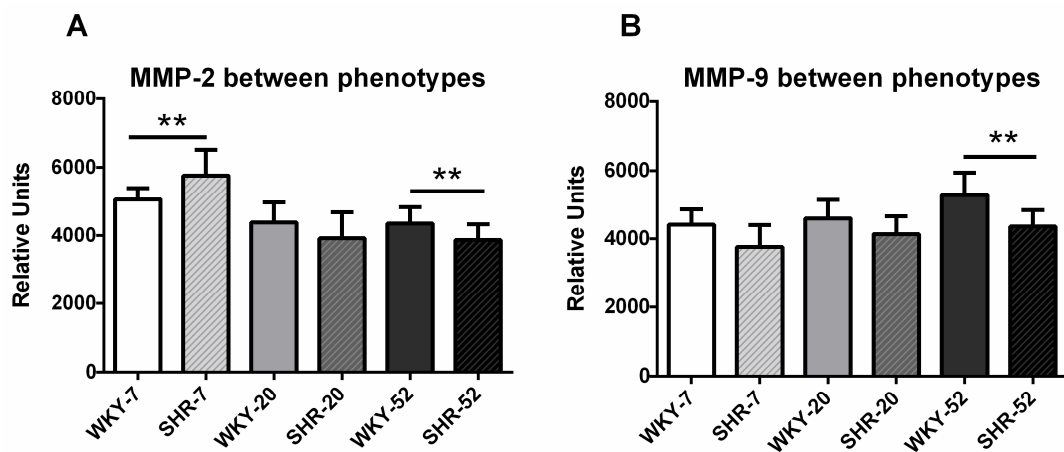 A
MMP-2 between phenotypes
Relative Units
8000
6000
4000
2000
0
**
**
WKY-7
SHR-7
WKY-20
SHR-20
WKY-52
SHR-52
B
MMP-9 between phenotypes
Relative Units
8000
6000
4000
2000
0
**
WKY-7
SHR-7
WKY-20
SHR-20
WKY-52
SHR-52